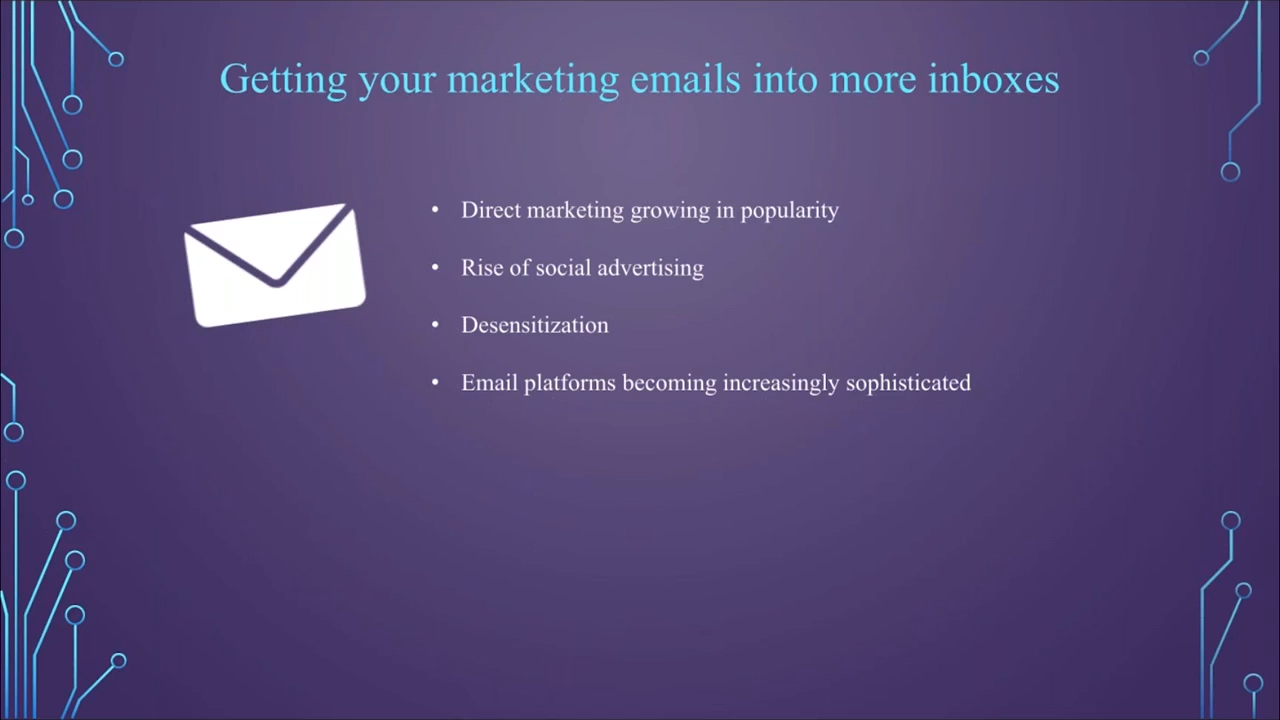 Getting your marketing emails into more inboxes
• Direct marketing growing in popularity
• Rise of social advertising
• Desensitization
• Email platforms becoming increasingly sophisticated